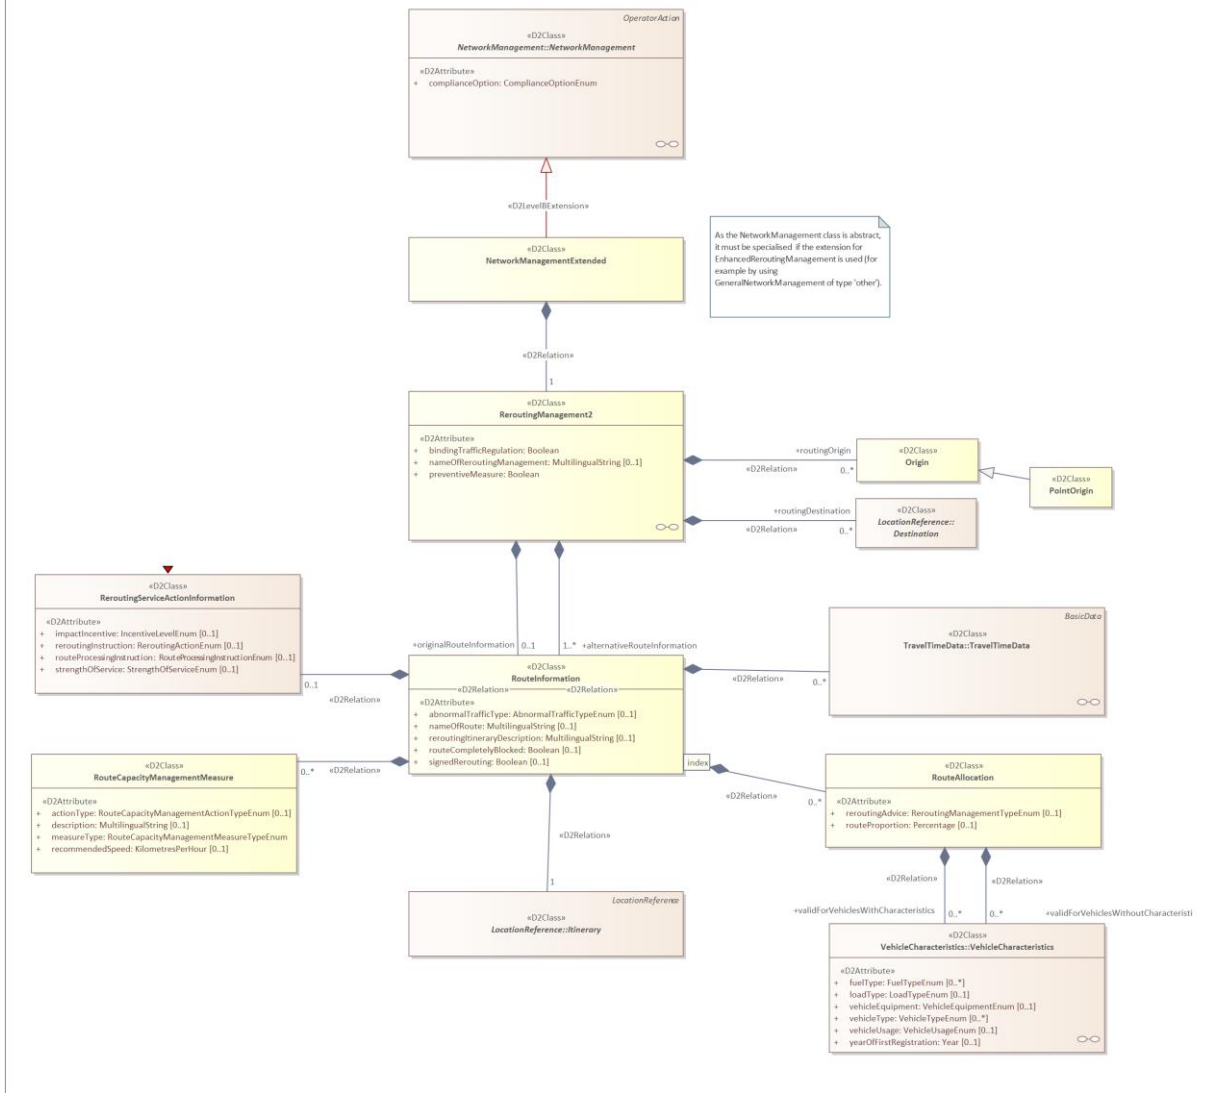 OperatorAction
«D2Class»
NetworkManagement::NetworkManagement
«D2Attribute»
+ complianceOption: ComplianceOptionEnum
«D2LevelBExtension»
«D2Class»
NetworkManagementExtended
As the NetworkManagement class is abstract,
it must be specialised if the extension for
EnhancedReroutingManagement is used (for
example by using
GeneralNetworkManagement of type 'other').
«D2Relation»
1
«D2Class»
ReroutingManagement2
«D2Attribute»
+ bindingTrafficRegulation: Boolean
+ nameOfReroutingManagement: MultilingualString [0..1]
+ preventiveMeasure: Boolean
+routingOrigin
«D2Relation»
0..*
«D2Class»
Origin
«D2Class»
PointOrigin
+routingDestination
«D2Relation»
0..*
«D2Class»
LocationReference::
Destination
«D2Class»
ReroutingServiceActionInformation
«D2Attribute»
+ impactIncentive: IncentiveLevelEnum [0..1]
+ reroutingInstruction: ReroutingActionEnum [0..1]
+ routeProcessingInstruction: RouteProcessingInstructionEnum [0..1]
+ strengthOfService: StrengthOfServiceEnum [0..1]
0..1
«D2Relation»
+originalRouteInformation 0..1
1..* +alternativeRouteInformation
«D2Class»
RouteInformation
«D2Relation» «D2Relation»
«D2Attribute»
+ abnormalTrafficType: AbnormalTrafficTypeEnum [0..1]
+ nameOfRoute: MultilingualString [0..1]
+ reroutingItineraryDescription: MultilingualString [0..1]
+ routeCompletelyBlocked: Boolean [0..1]
+ signedRerouting: Boolean [0..1]
index
BasicData
«D2Class»
TravelTimeData::TravelTimeData
«D2Relation»
0..*
«D2Class»
RouteCapacityManagementMeasure
«D2Attribute»
+ actionType: RouteCapacityManagementActionTypeEnum [0..1]
+ description: MultilingualString [0..1]
+ measureType: RouteCapacityManagementMeasureTypeEnum
+ recommendedSpeed: KilometresPerHour [0..1]
0..*
«D2Relation»
«D2Relation»
0..*
«D2Class»
RouteAllocation
«D2Attribute»
+ reroutingAdvice: ReroutingManagementTypeEnum [0..1]
+ routeProportion: Percentage [0..1]
«D2Relation»
1
LocationReference
«D2Class»
LocationReference::Itinerary
«D2Relation»
«D2Relation»
+validForVehiclesWithCharacteristics 0..*
0..* +validForVehiclesWithoutCharacteristi
«D2Class»
VehicleCharacteristics::VehicleCharacteristics
«D2Attribute»
+ fuelType: FuelTypeEnum [0..*]
+ loadType: LoadTypeEnum [0..1]
+ vehicleEquipment: VehicleEquipmentEnum [0..1]
+ vehicleType: VehicleTypeEnum [0..*]
+ vehicleUsage: VehicleUsageEnum [0..1]
+ yearOfFirstRegistration: Year [0..1]